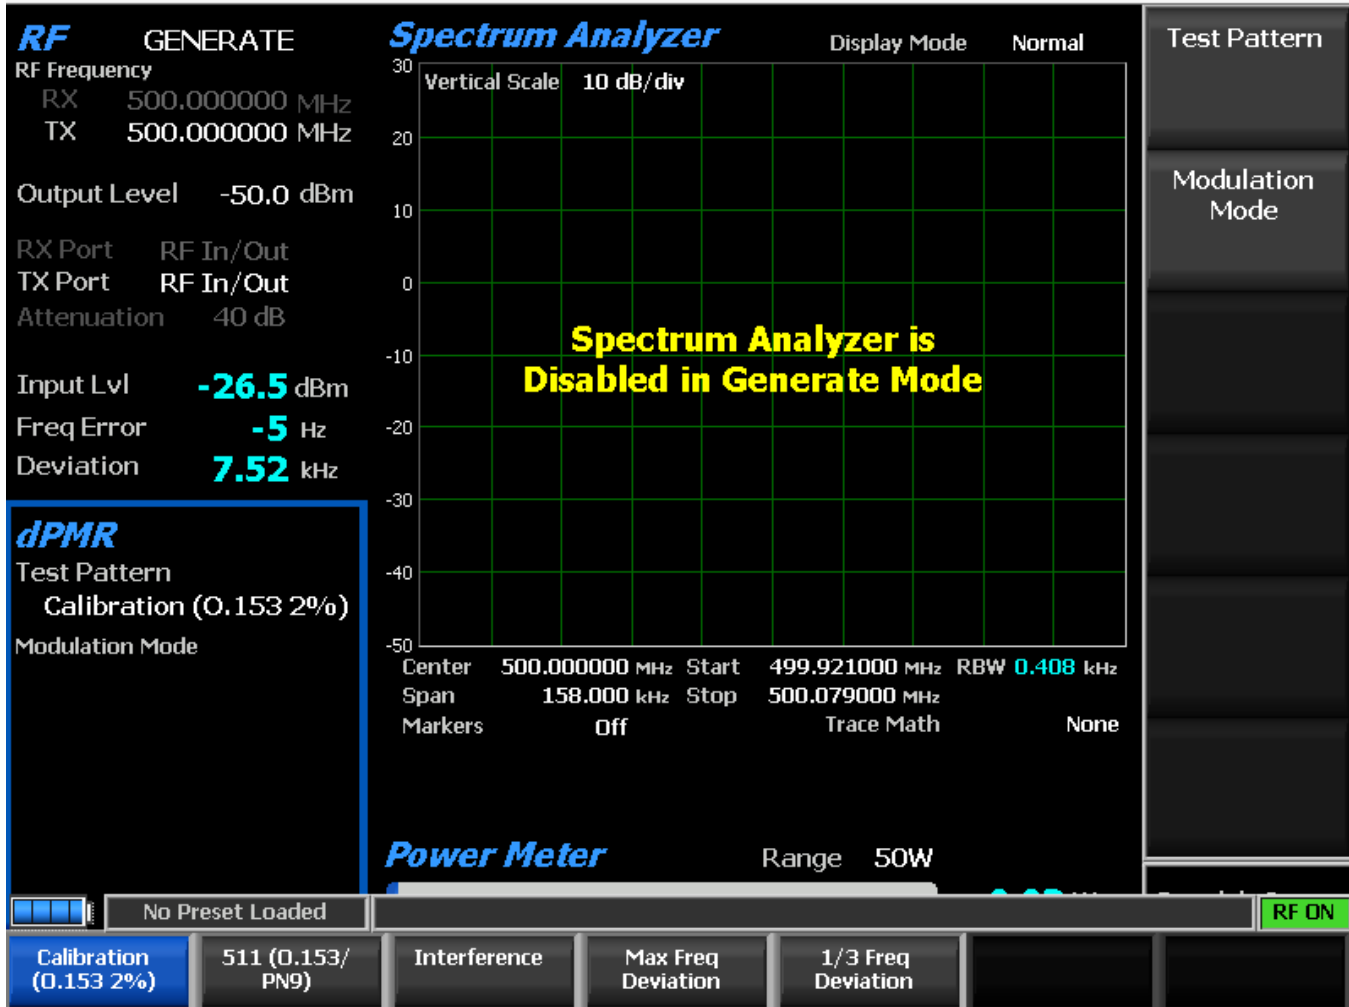 RF GENERATE
RF Frequency
RX 500.000000 MHz
TX 500.000000 MHz
Output Level -50.0 dBm
RX Port RF In/Out
TX Port RF In/Out
Attenuation 40 dB
Input Lvl -26.5 dBm
Freq Error -5 Hz
Deviation 7.52 kHz
dPMR
Test Pattern
Calibration (O.153 2%)
Modulation Mode
Spectrum Analyzer Display Mode Normal
Vertical Scale 10 dB/div
30
20
10
0
-10
-20
-30
-40
-50
Spectrum Analyzer is
Disabled in Generate Mode
Center 500.000000 MHz Start 499.921000 MHz RBW 0.408 kHz
Span 158.000 kHz Stop 500.079000 MHz
Markers Off Trace Math None
Power Meter Range 50W
Test Pattern
Modulation
Mode
No Preset Loaded
RF ON
Calibration
(O.153 2%)
511 (O.153/
PN9)
Interference
Max Freq
Deviation
1/3 Freq
Deviation